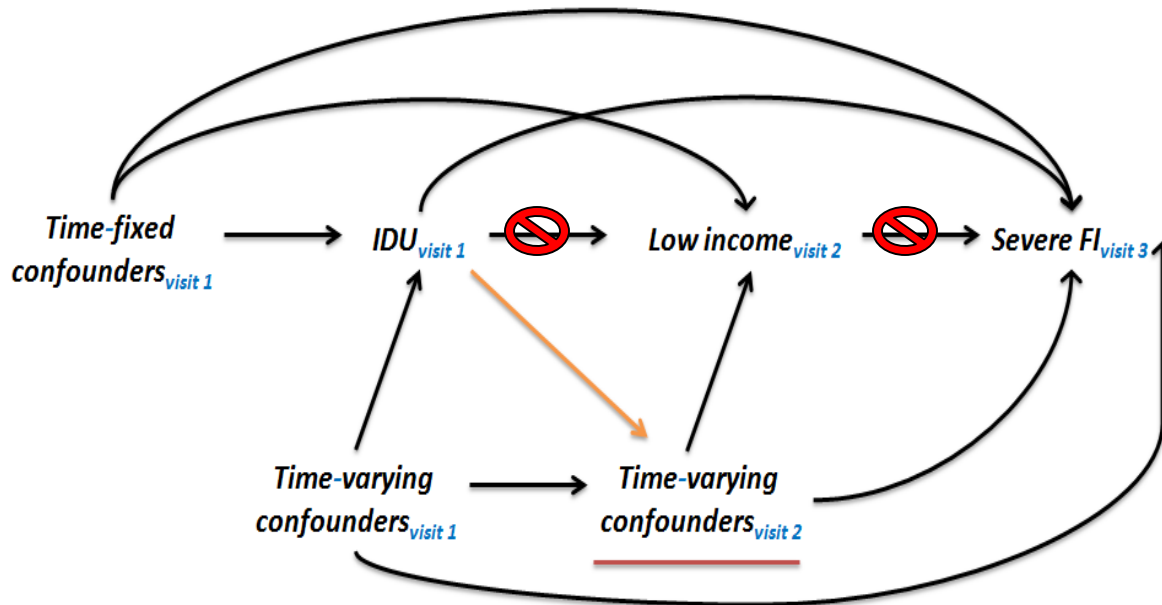 Time-fixed
confounders visit 1
IDU visit 1
Low income visit 2
Severe FI visit 3
Time-varying
confounders visit 1
Time-varying
confounders visit 2